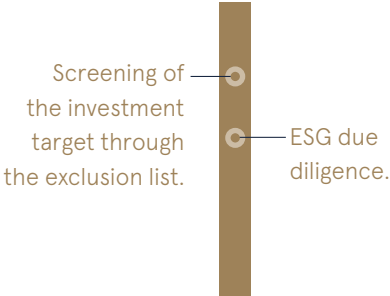 Screening of
the investment
target through
the exclusion list.
ESG due
diligence.